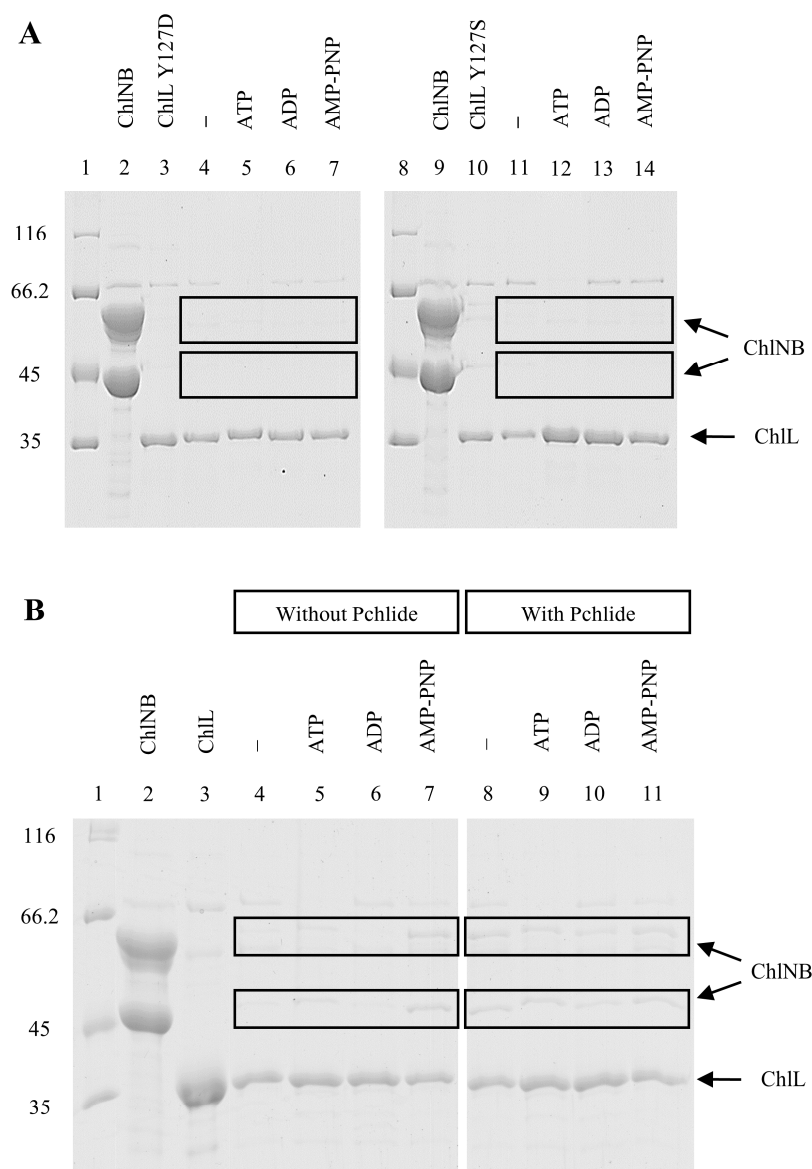 A
ChlNB
ChlL Y127D
–
ATP
ADP
AMP-PNP
ChlNB
ChlL Y127S
–
ATP
ADP
AMP-PNP
1 2 3 4 5 6 7 8 9 10 11 12 13 14
116
66.2
45
35
ChlNB
ChlL
B
Without Pchlide
With Pchlide
ChlNB
ChlL
–
ATP
ADP
AMP-PNP
–
ATP
ADP
AMP-PNP
1 2 3 4 5 6 7 8 9 10 11
116
66.2
45
35
ChlNB
ChlL